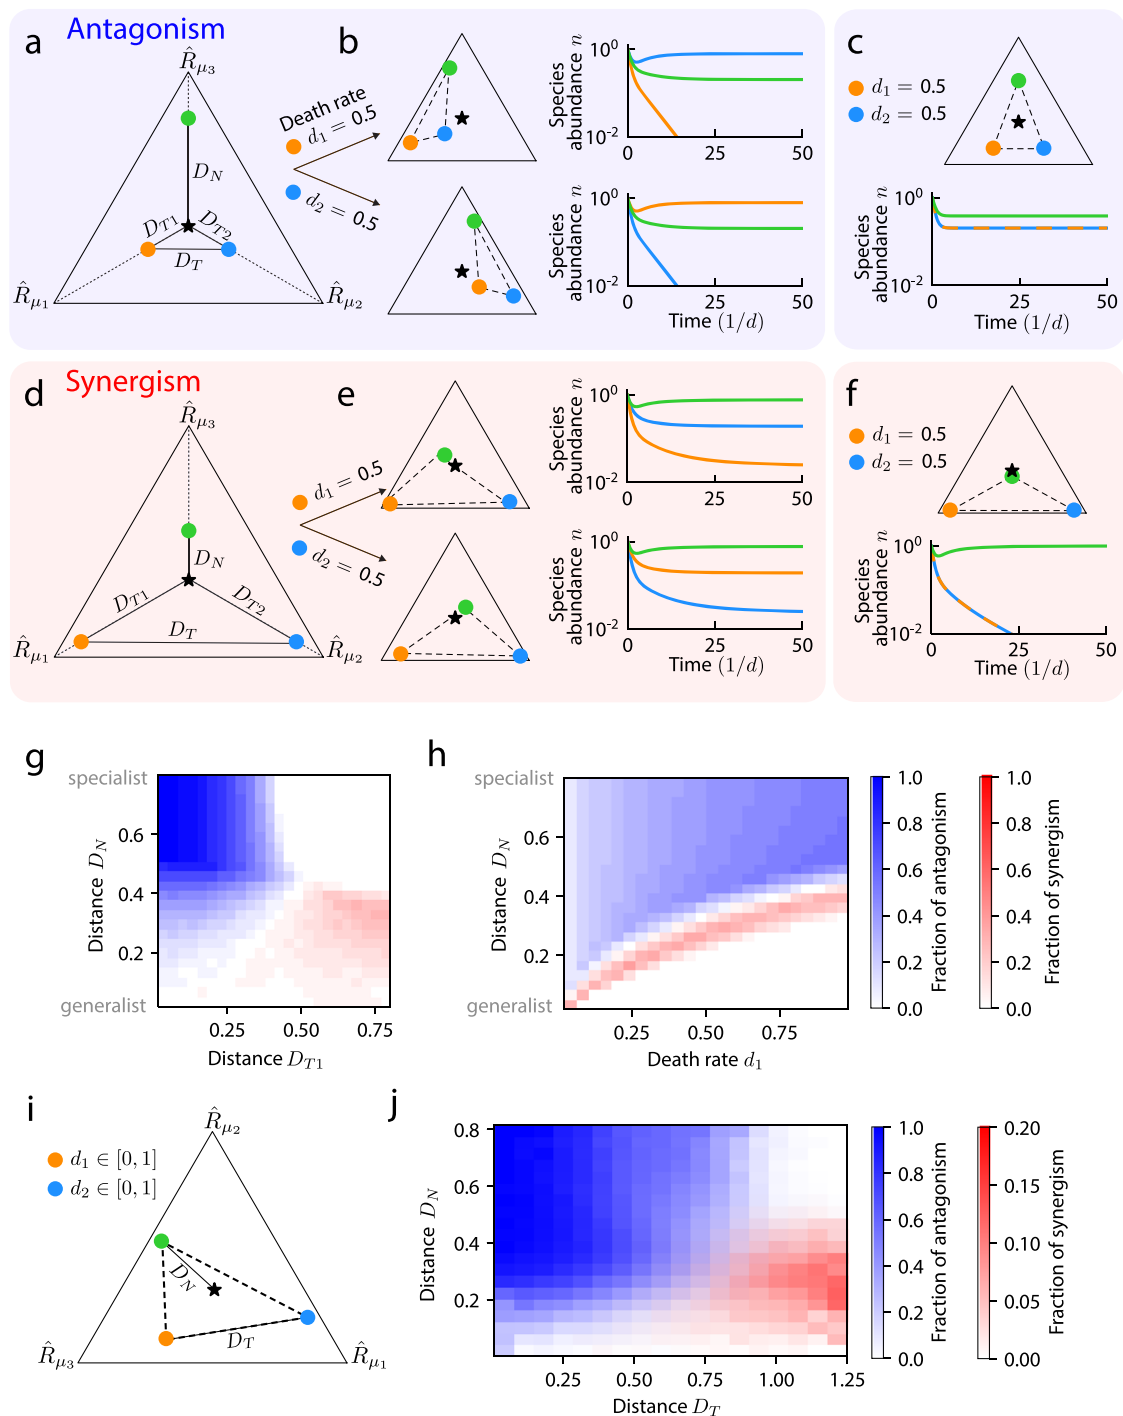 a Antagonism
R̂μ3
D_N
D_T1 D_T2
D_T
R̂μ1 R̂μ2
Death rate
d1 = 0.5
d2 = 0.5
b
Species abundance n
10^0
10^-2
0 25 50
Species abundance n
10^0
10^-2
0 25 50
Time (1/d)
c
d1 = 0.5
d2 = 0.5
Species abundance n
10^0
10^-2
0 25 50
Time (1/d)
d Synergism
R̂μ3
D_N
D_T1 D_T2
D_T
R̂μ1 R̂μ2
d1 = 0.5
d2 = 0.5
e
Species abundance n
10^0
10^-2
0 25 50
Species abundance n
10^0
10^-2
0 25 50
Time (1/d)
f
d1 = 0.5
d2 = 0.5
Species abundance n
10^0
10^-2
0 25 50
Time (1/d)
g
specialist
0.6
0.4
0.2
generalist
Distance D_N
0.25 0.50 0.75
Distance D_T1
h
specialist
0.6
0.4
0.2
generalist
Distance D_N
0.25 0.50 0.75
Death rate d1
1.0
0.8
0.6
0.4
0.2
0.0
Fraction of antagonism
1.0
0.8
0.6
0.4
0.2
0.0
Fraction of synergism
i
d1 ∈ [0, 1]
d2 ∈ [0, 1]
R̂μ2
D_N
D_T
R̂μ3 R̂μ1
j
0.8
0.6
0.4
0.2
Distance D_N
0.25 0.50 0.75 1.00 1.25
Distance D_T
1.0
0.8
0.6
0.4
0.2
0.0
Fraction of antagonism
0.20
0.15
0.10
0.05
0.00
Fraction of synergism